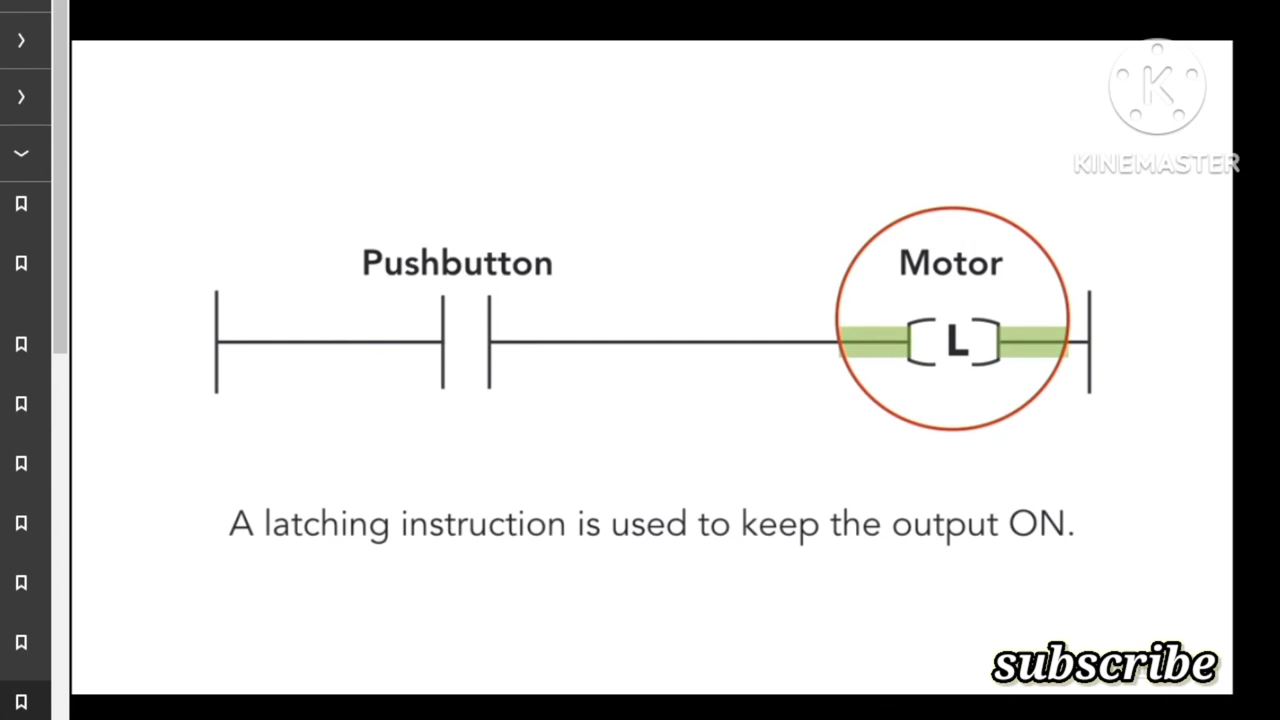 K
KINEMASTER
Pushbutton
Motor
L
A latching instruction is used to keep the output ON.
subscribe